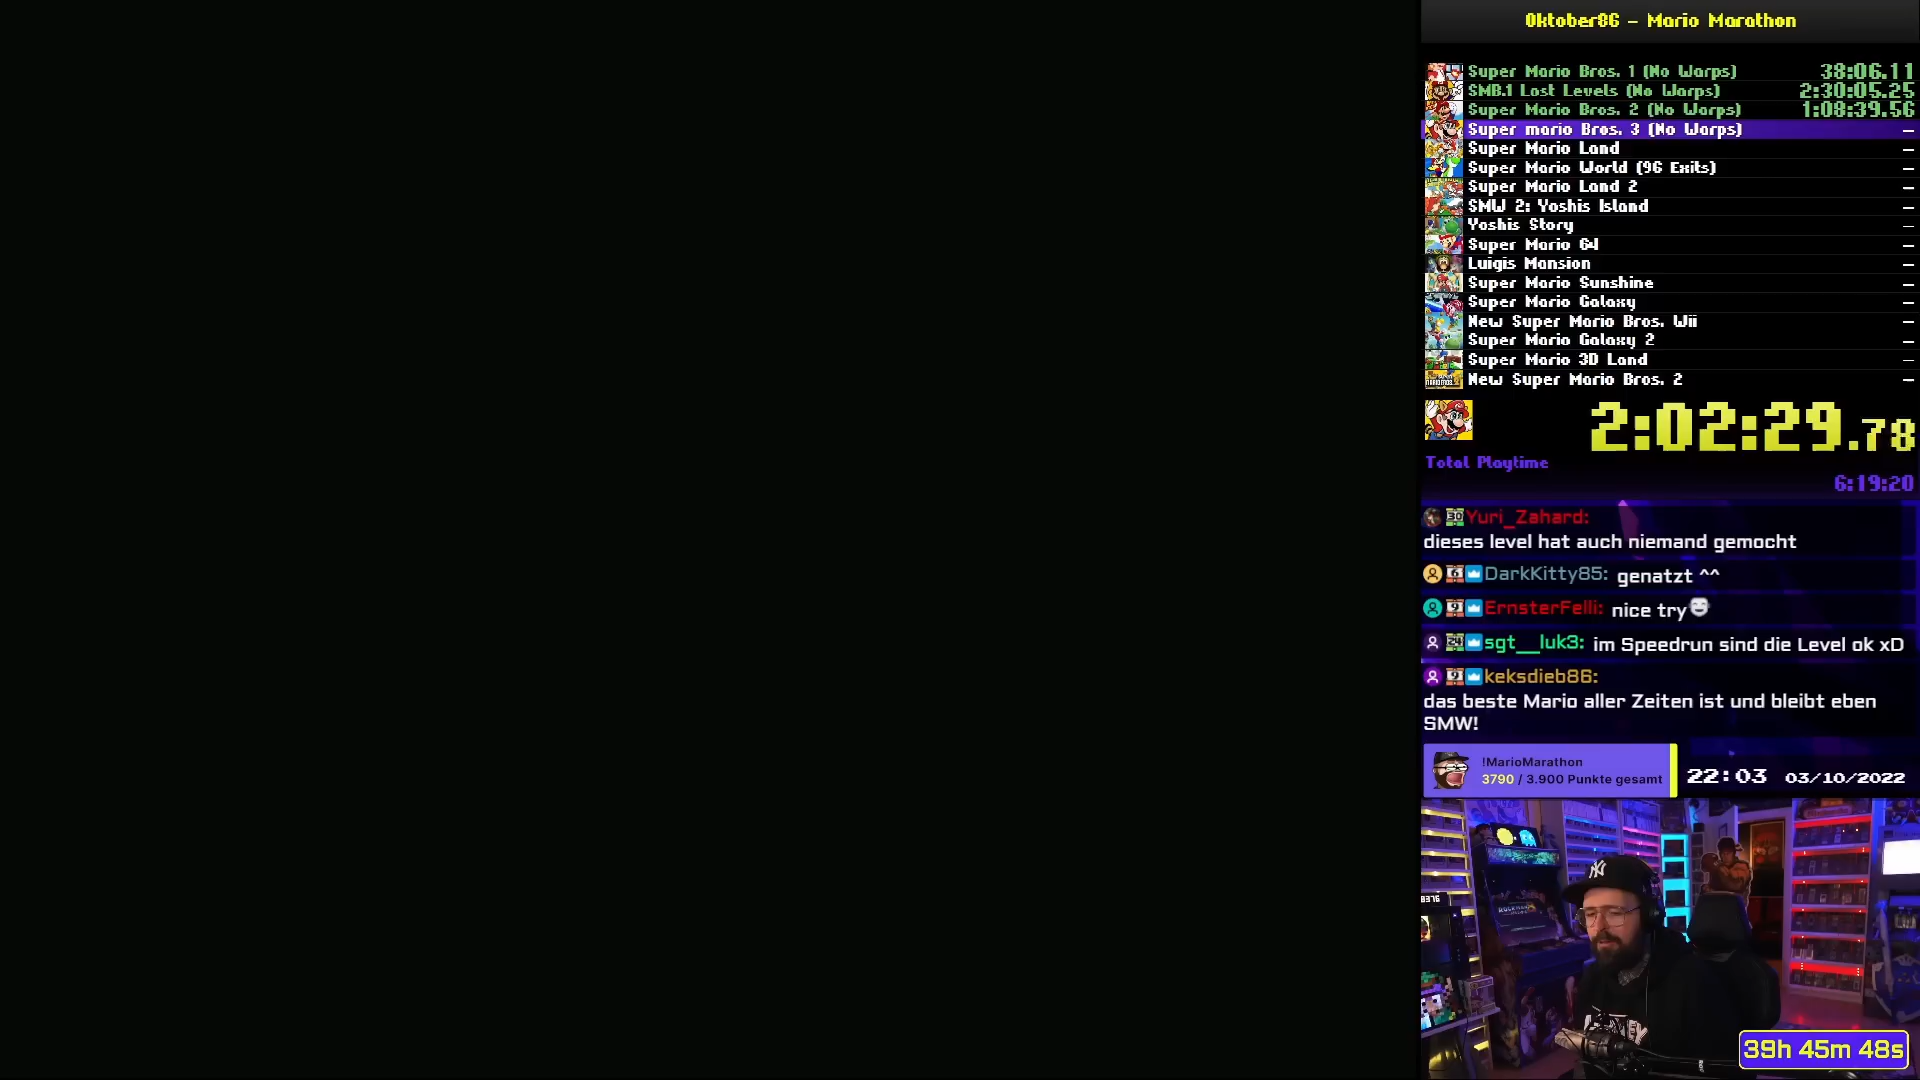 Oktober86 - Mario Marathon
Super Mario Bros. 1 (No Warps) 38:06.11
SMB.1 Lost Levels (No Warps) 2:30:05.25
Super Mario Bros. 2 (No Warps) 1:08:39.56
Super mario Bros. 3 (No Warps) –
Super Mario Land –
Super Mario World (96 Exits) –
Super Mario Land 2 –
SMW 2: Yoshis Island –
Yoshis Story –
Super Mario 64 –
Luigis Mansion –
Super Mario Sunshine –
Super Mario Galaxy –
New Super Mario Bros. Wii –
Super Mario Galaxy 2 –
Super Mario 3D Land –
New Super Mario Bros. 2 –
2:02:29.78
Total Playtime
6:19:20
30 Yuri_Zahard:
dieses level hat auch niemand gemocht
6 DarkKitty85: genatzt ^^
9 ErnsterFelli: nice try
24 sgt__luk3: im Speedrun sind die Level ok xD
9 keksdieb86:
das beste Mario aller Zeiten ist und bleibt eben
SMW!
!MarioMarathon
3790 / 3.900 Punkte gesamt
22:03 03/10/2022
39h 45m 48s